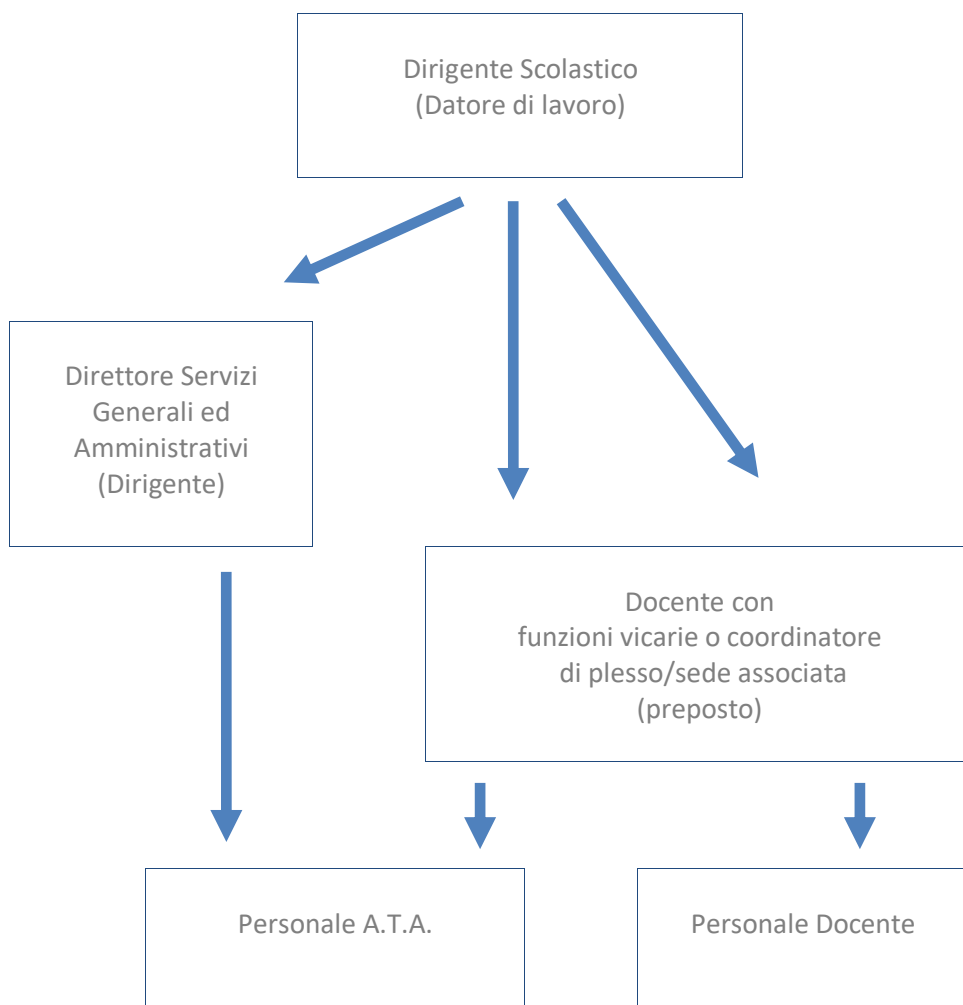 Dirigente Scolastico
(Datore di lavoro)
Direttore Servizi
Generali ed
Amministrativi
(Dirigente)
Docente con
funzioni vicarie o coordinatore
di plesso/sede associata
(preposto)
Personale A.T.A.
Personale Docente